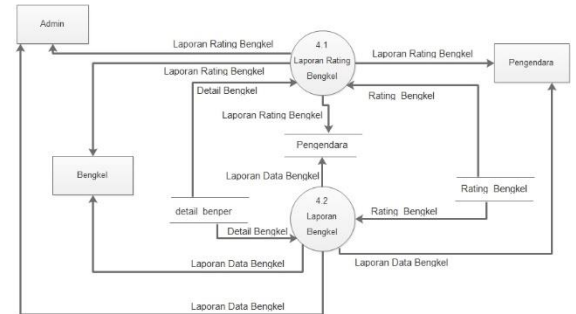 Admin
4.1
Laporan Rating
Bengkel
Pengendara
Laporan Rating Bengkel
Laporan Rating Bengkel
Laporan Rating Bengkel
Detail Bengkel
Rating Bengkel
Laporan Rating Bengkel
Pengendara
Bengkel
Laporan Data Bengkel
Rating Bengkel
detail benper
4.2
Laporan
Bengkel
Rating Bengkel
Detail Bengkel
Laporan Data Bengkel
Laporan Data Bengkel
Laporan Data Bengkel